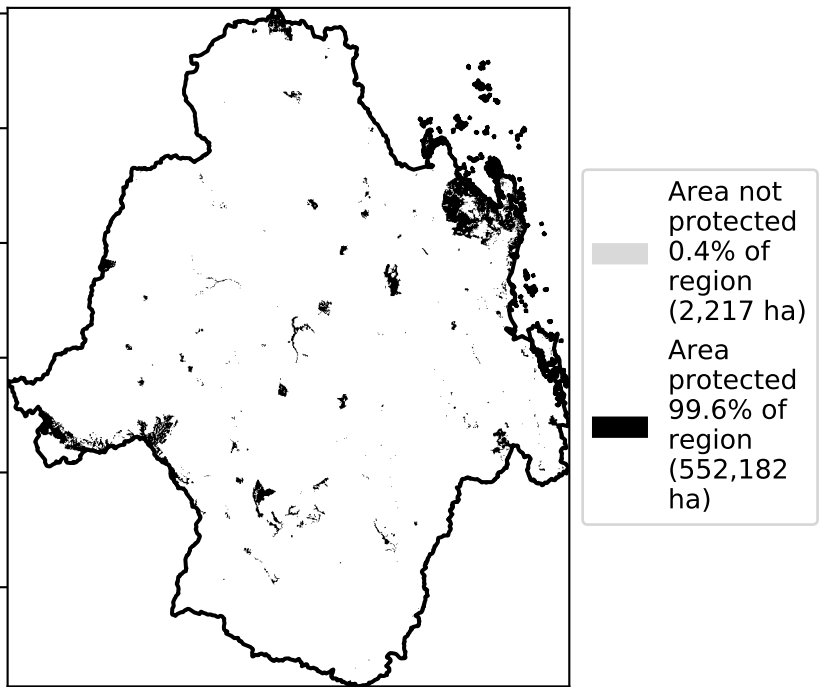 Area not
protected
0.4% of
region
(2,217 ha)
Area
protected
99.6% of
region
(552,182
ha)